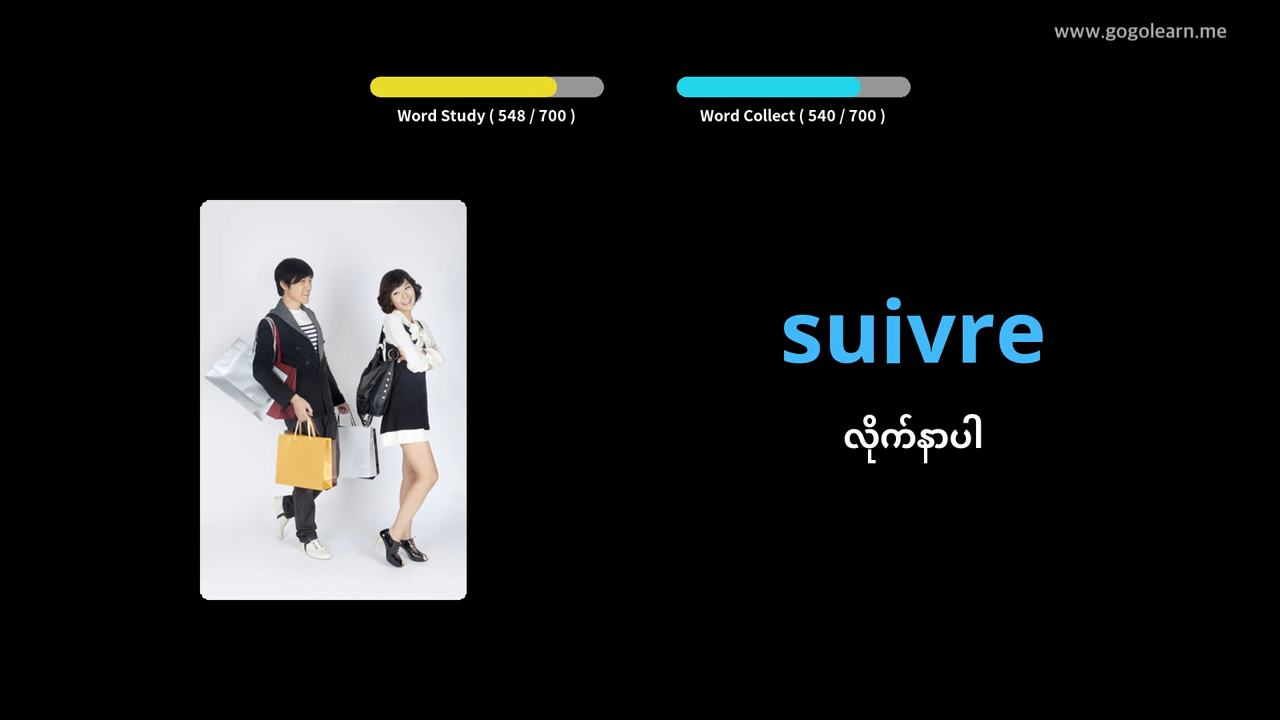 www.gogolearn.me
Word Study ( 548 / 700 )
Word Collect ( 540 / 700 )
suivre
လိုက်နာပါ